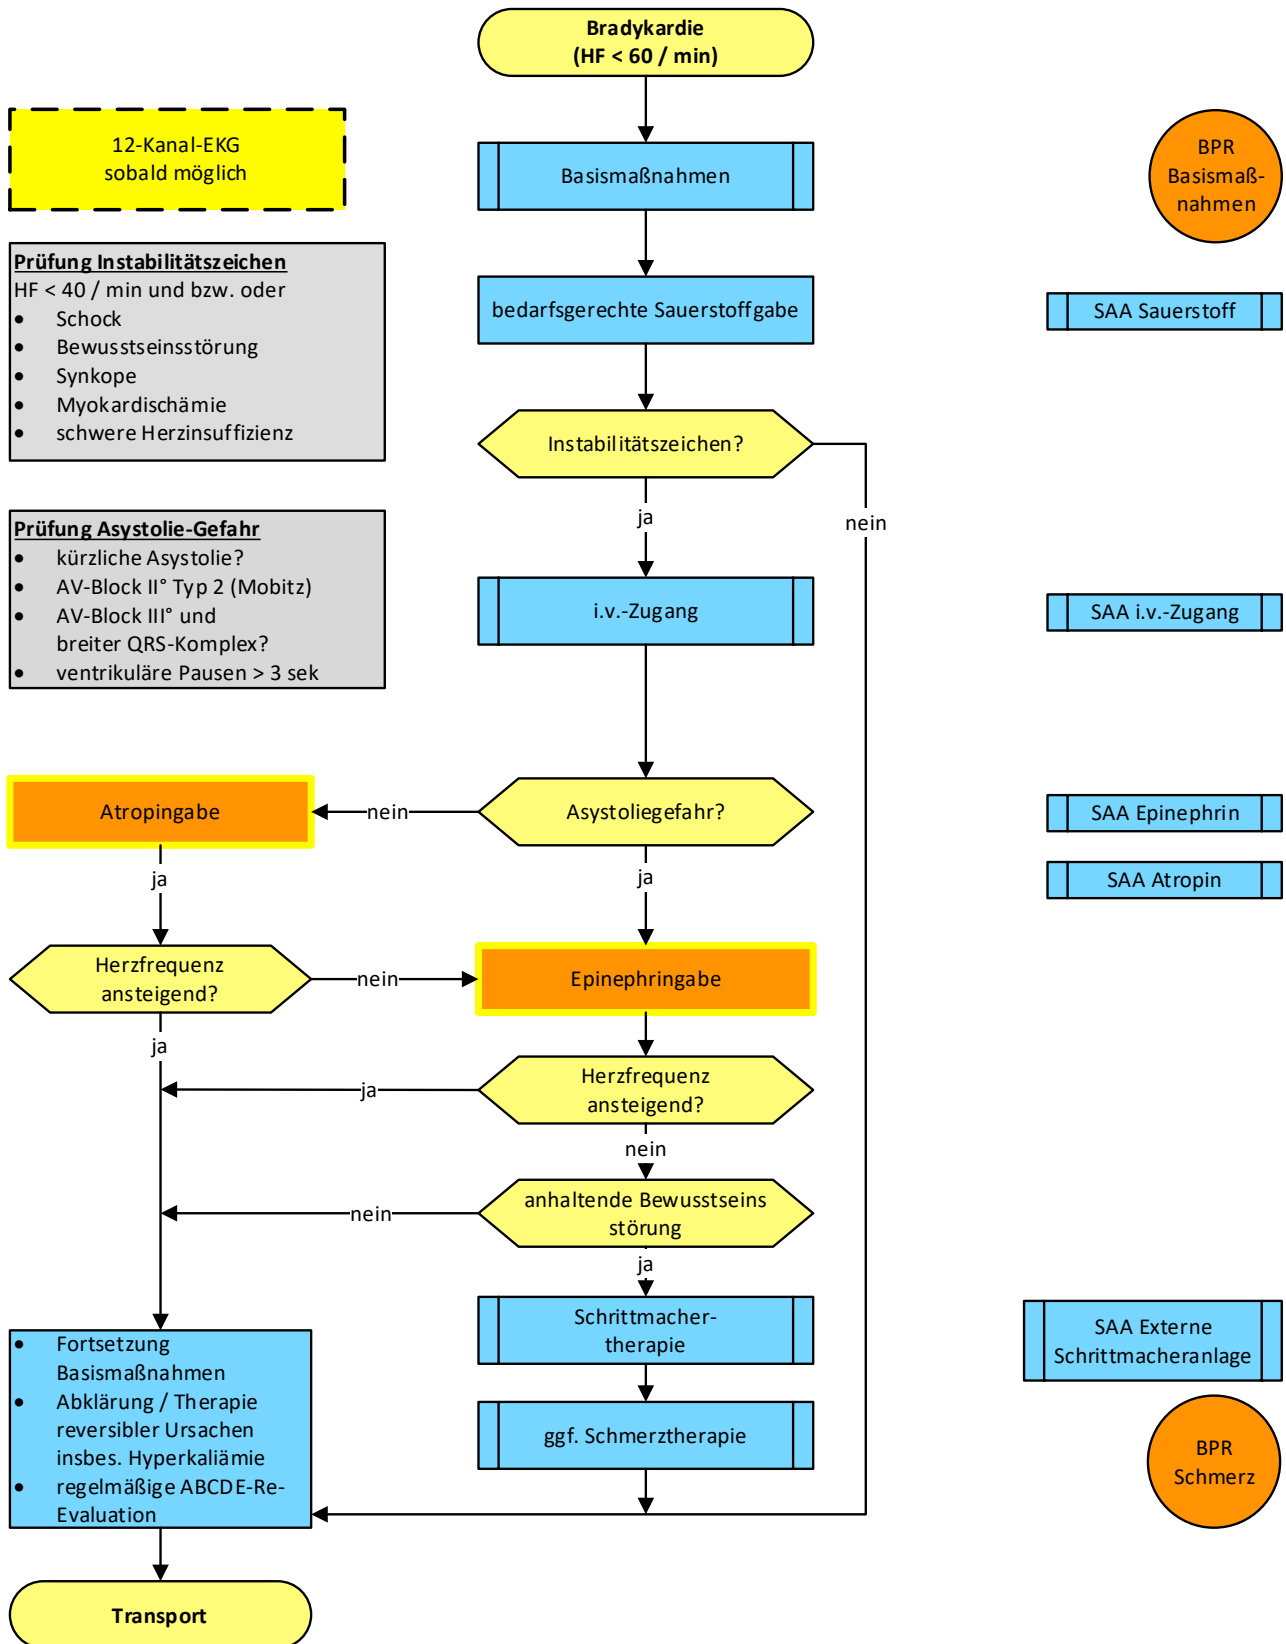 Bradykardie
(HF < 60 / min)
12-Kanal-EKG
sobald möglich
Basismaßnahmen
BPR
Basismaß-
nahmen
Prüfung Instabilitätszeichen
HF < 40 / min und bzw. oder
• Schock
• Bewusstseinsstörung
• Synkope
• Myokardischämie
• schwere Herzinsuffizienz
bedarfsgerechte Sauerstoffgabe
SAA Sauerstoff
Instabilitätszeichen?
ja
nein
Prüfung Asystolie-Gefahr
• kürzliche Asystolie?
• AV-Block II° Typ 2 (Mobitz)
• AV-Block III° und
breiter QRS-Komplex?
• ventrikuläre Pausen > 3 sek
i.v.-Zugang
SAA i.v.-Zugang
Atropingabe
nein
Asystoliegefahr?
SAA Epinephrin
SAA Atropin
ja
ja
Herzfrequenz
ansteigend?
nein
Epinephringabe
ja
Herzfrequenz
ansteigend?
ja
nein
anhaltende Bewusstseins
störung
nein
ja
Schrittmacher-
therapie
SAA Externe
Schrittmacheranlage
• Fortsetzung
Basismaßnahmen
• Abklärung / Therapie
reversibler Ursachen
insbes. Hyperkaliämie
• regelmäßige ABCDE-Re-
Evaluation
ggf. Schmerztherapie
BPR
Schmerz
Transport